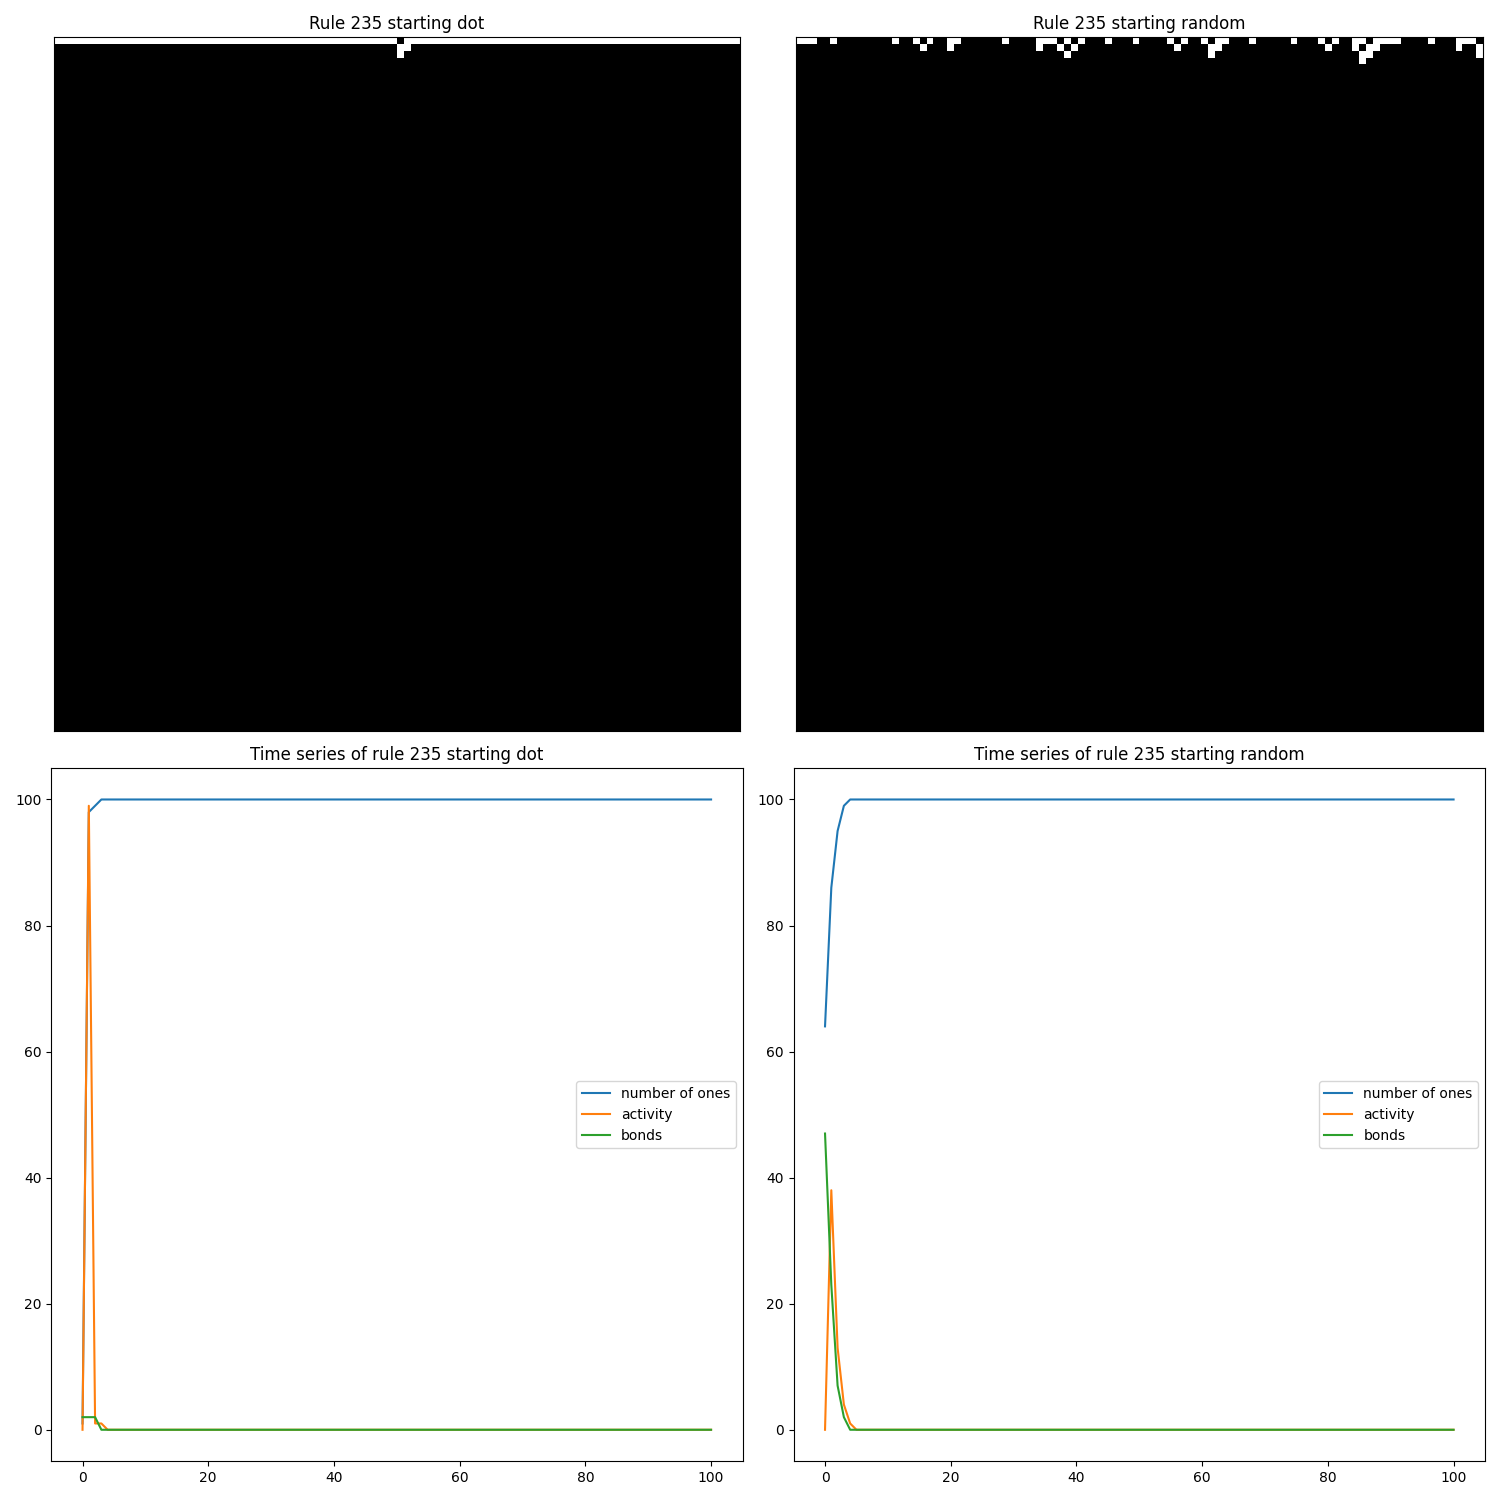 Rule 235 starting dot
Rule 235 starting random
Time series of rule 235 starting dot
100
80
60
40
20
0
0 20 40 60 80 100
number of ones
activity
bonds
Time series of rule 235 starting random
100
80
60
40
20
0
0 20 40 60 80 100
number of ones
activity
bonds